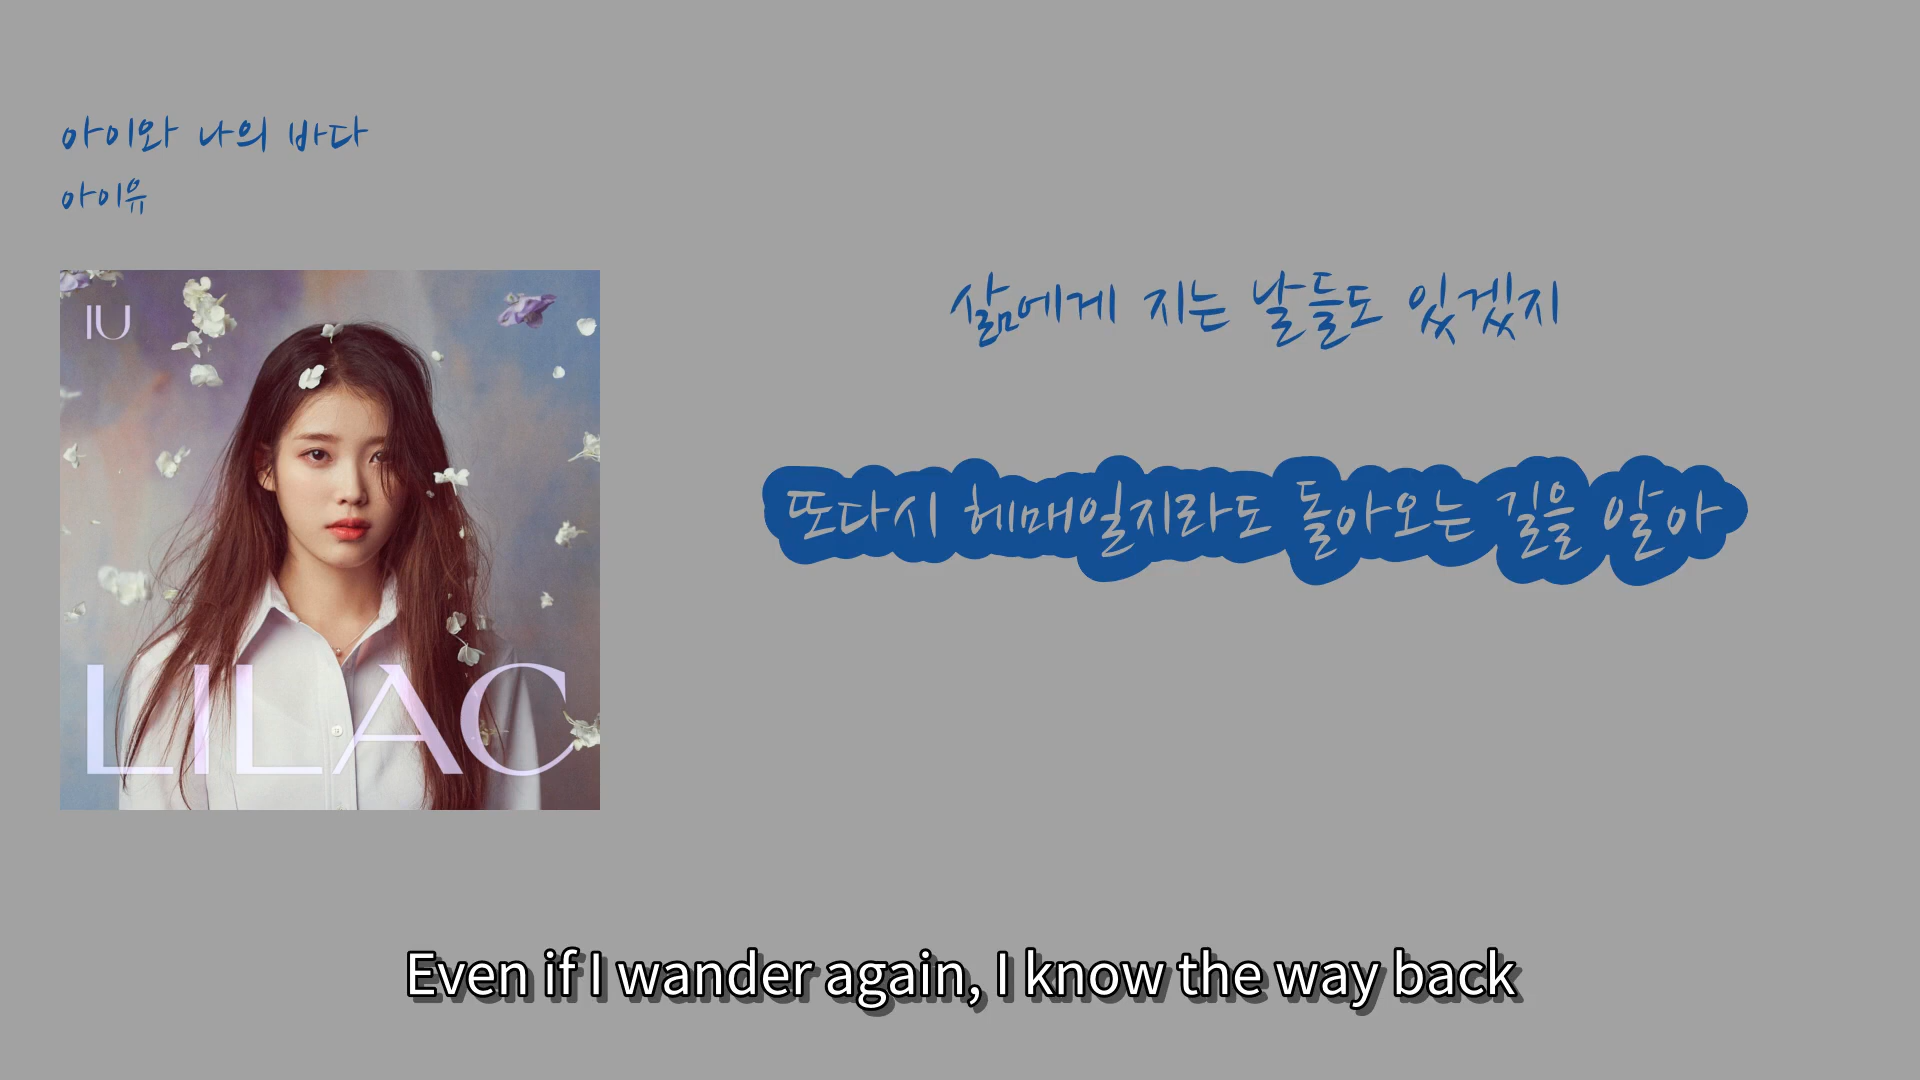 아이와 나의 바다
아이유
IU
LILAC
삶에게 지는 날들도 있겠지
또다시 헤매일지라도 돌아오는 길을 알아
Even if I wander again, I know the way back